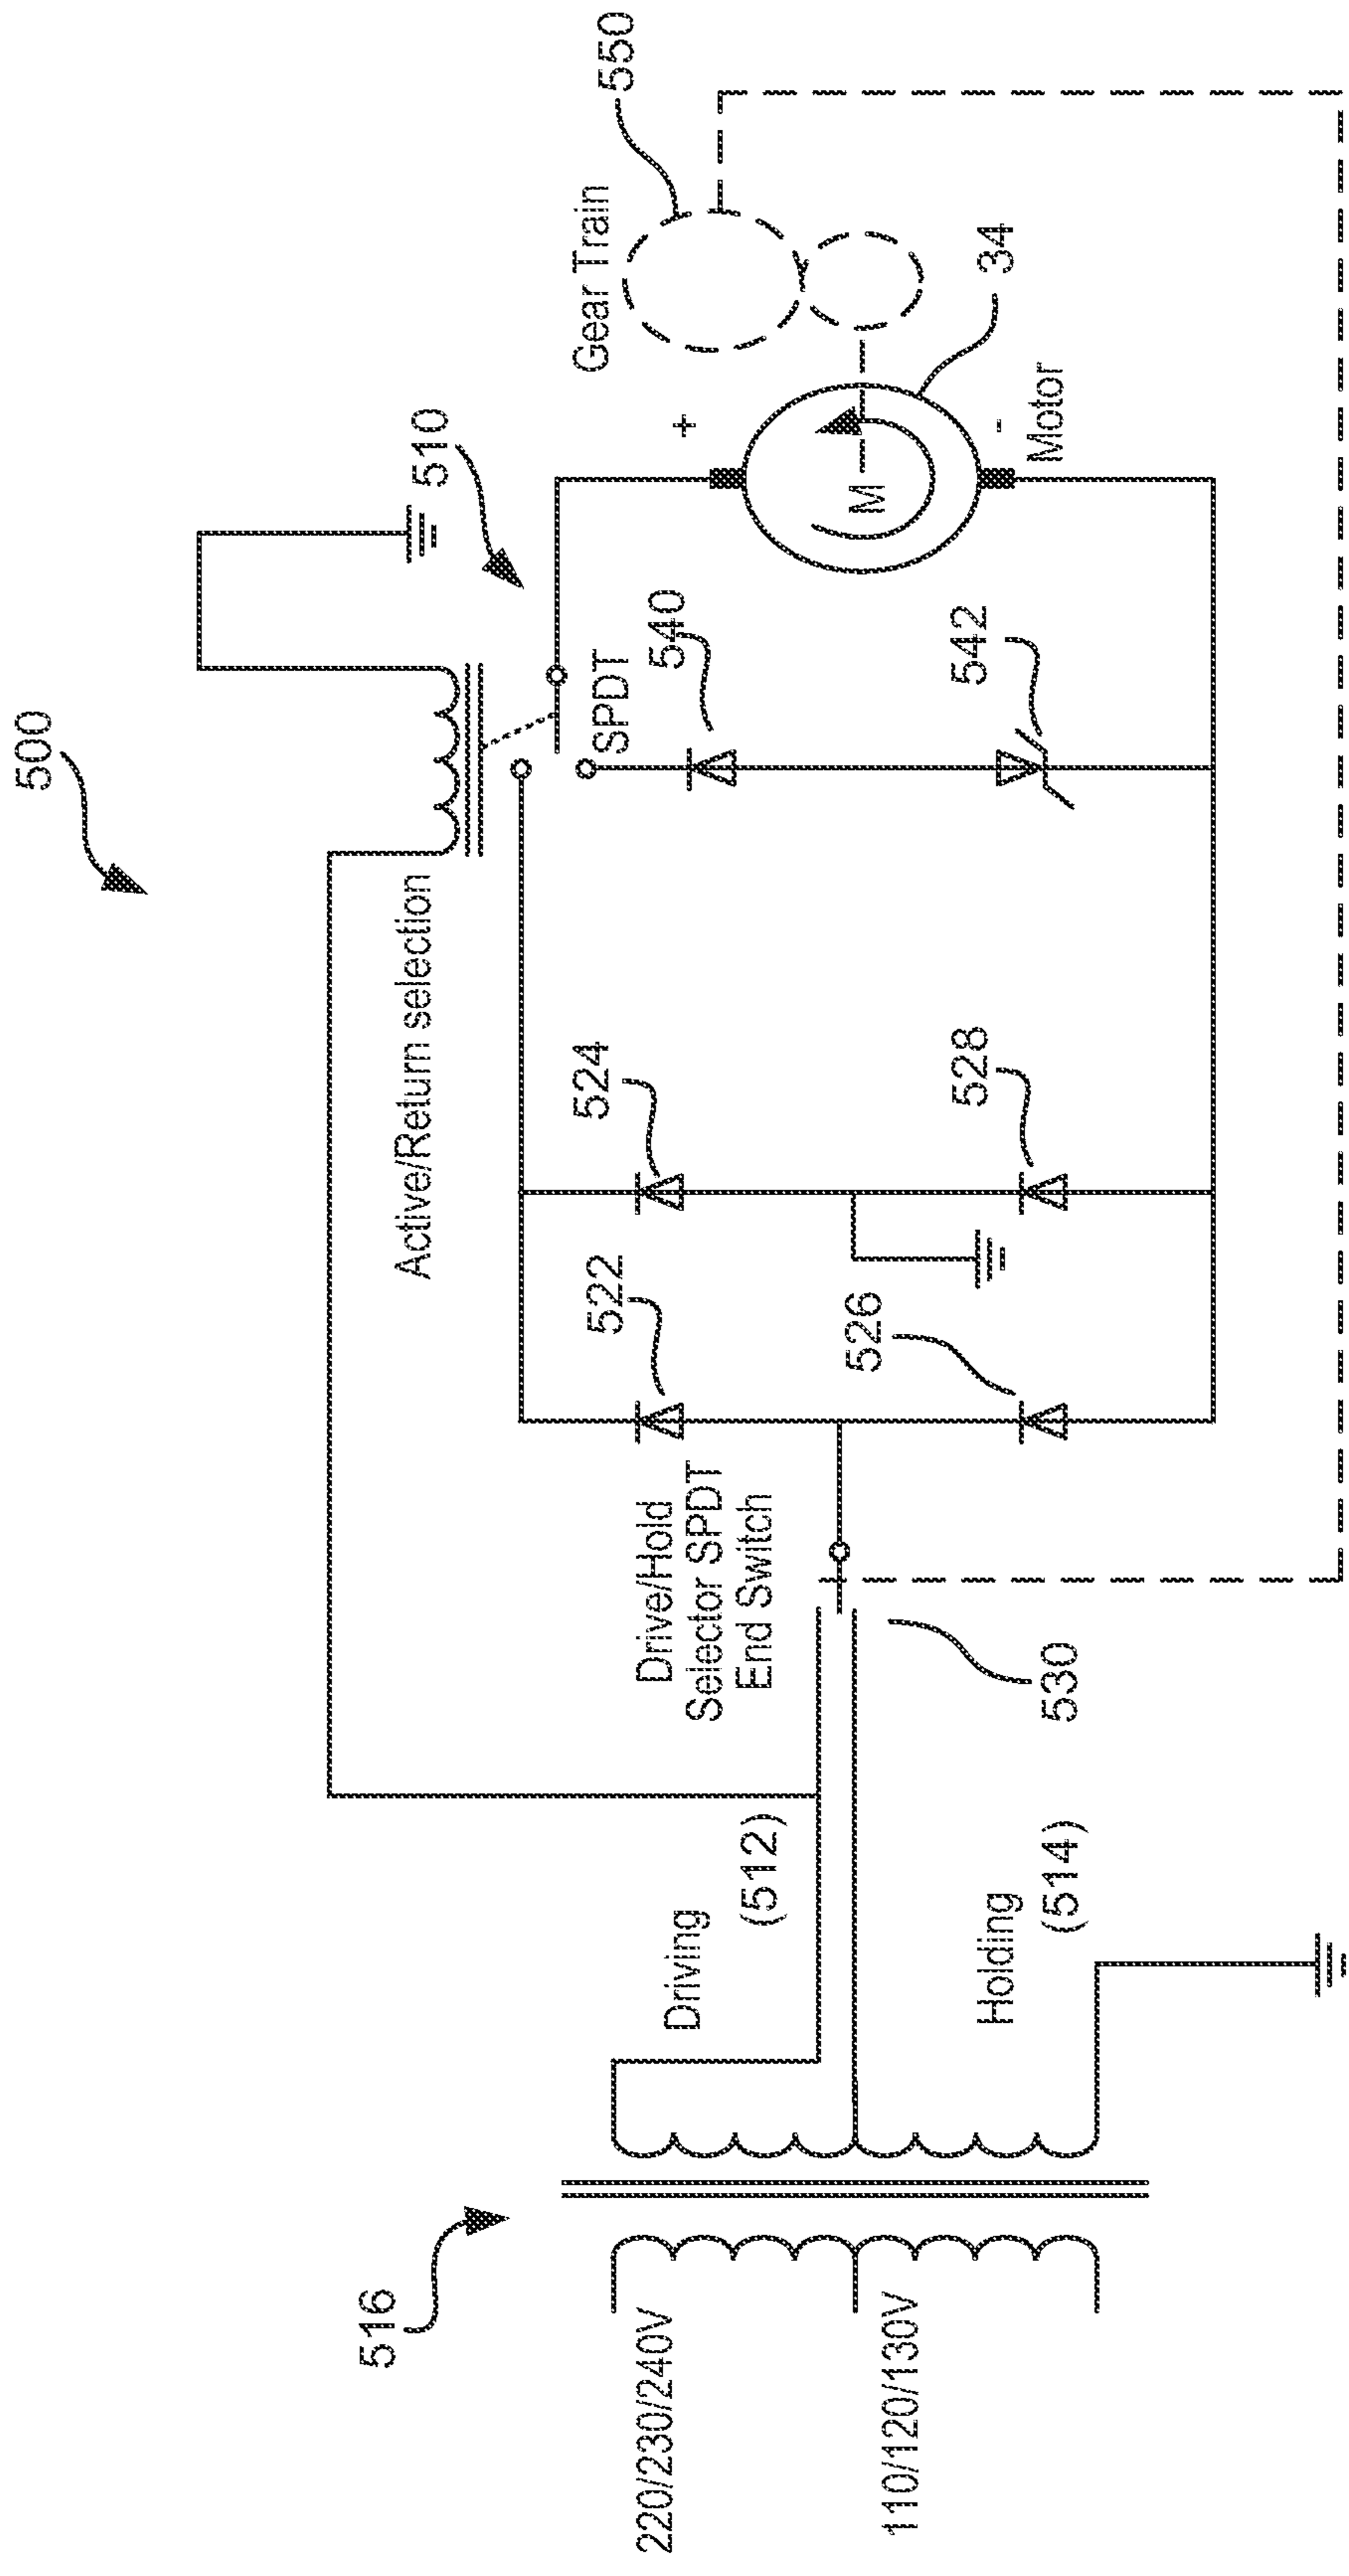 500
Active/Return selection
510
Gear Train
550
524
522
Drive/Hold
Selector SPDT
End Switch
SPDT
540
+
M
34
-
Motor
542
528
526
530
Driving
(512)
Holding
(514)
516
220/230/240V
110/120/130V